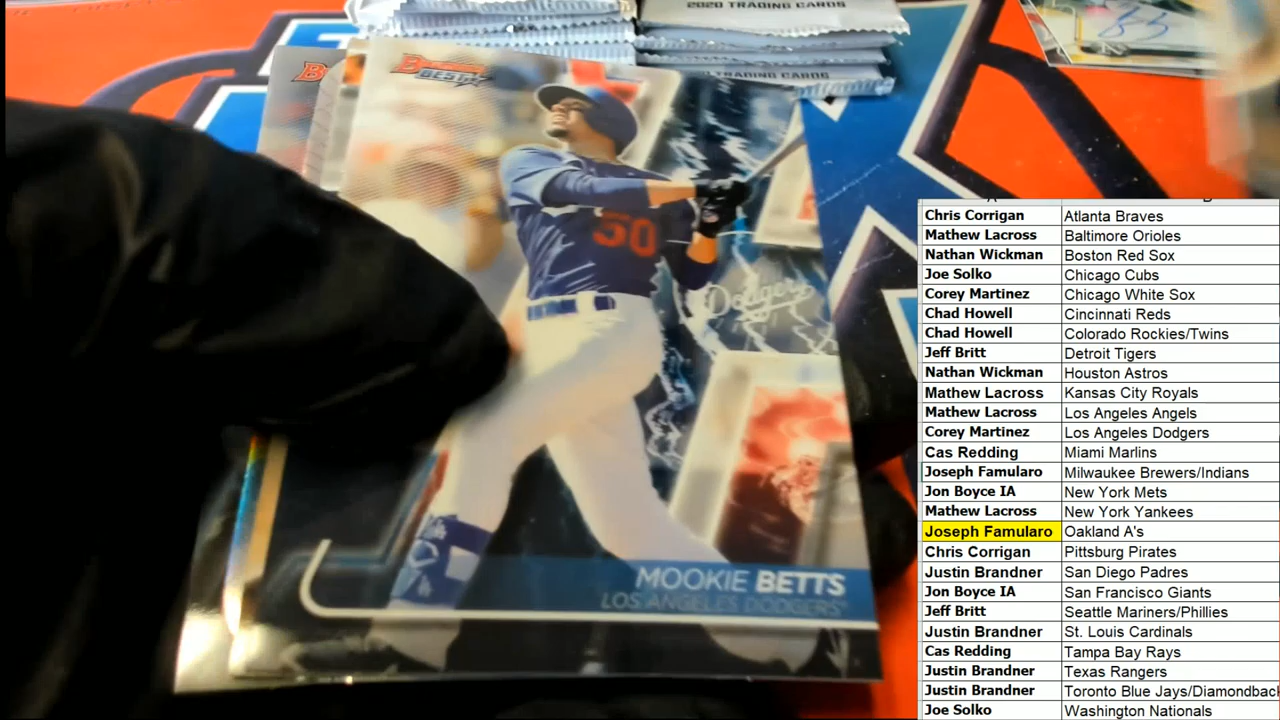 2020 TRADING CARDS
TRADING CARDS
B
BOWMAN'S
BEST
50
Dodgers
MOOKIE BETTS
LOS ANGELES DODGERS
Chris Corrigan Atlanta Braves
Mathew Lacross Baltimore Orioles
Nathan Wickman Boston Red Sox
Joe Solko Chicago Cubs
Corey Martinez Chicago White Sox
Chad Howell Cincinnati Reds
Chad Howell Colorado Rockies/Twins
Jeff Britt Detroit Tigers
Nathan Wickman Houston Astros
Mathew Lacross Kansas City Royals
Mathew Lacross Los Angeles Angels
Corey Martinez Los Angeles Dodgers
Cas Redding Miami Marlins
Joseph Famularo Milwaukee Brewers/Indians
Jon Boyce IA New York Mets
Mathew Lacross New York Yankees
Joseph Famularo Oakland A's
Chris Corrigan Pittsburg Pirates
Justin Brandner San Diego Padres
Jon Boyce IA San Francisco Giants
Jeff Britt Seattle Mariners/Phillies
Justin Brandner St. Louis Cardinals
Cas Redding Tampa Bay Rays
Justin Brandner Texas Rangers
Justin Brandner Toronto Blue Jays/Diamondback
Joe Solko Washington Nationals